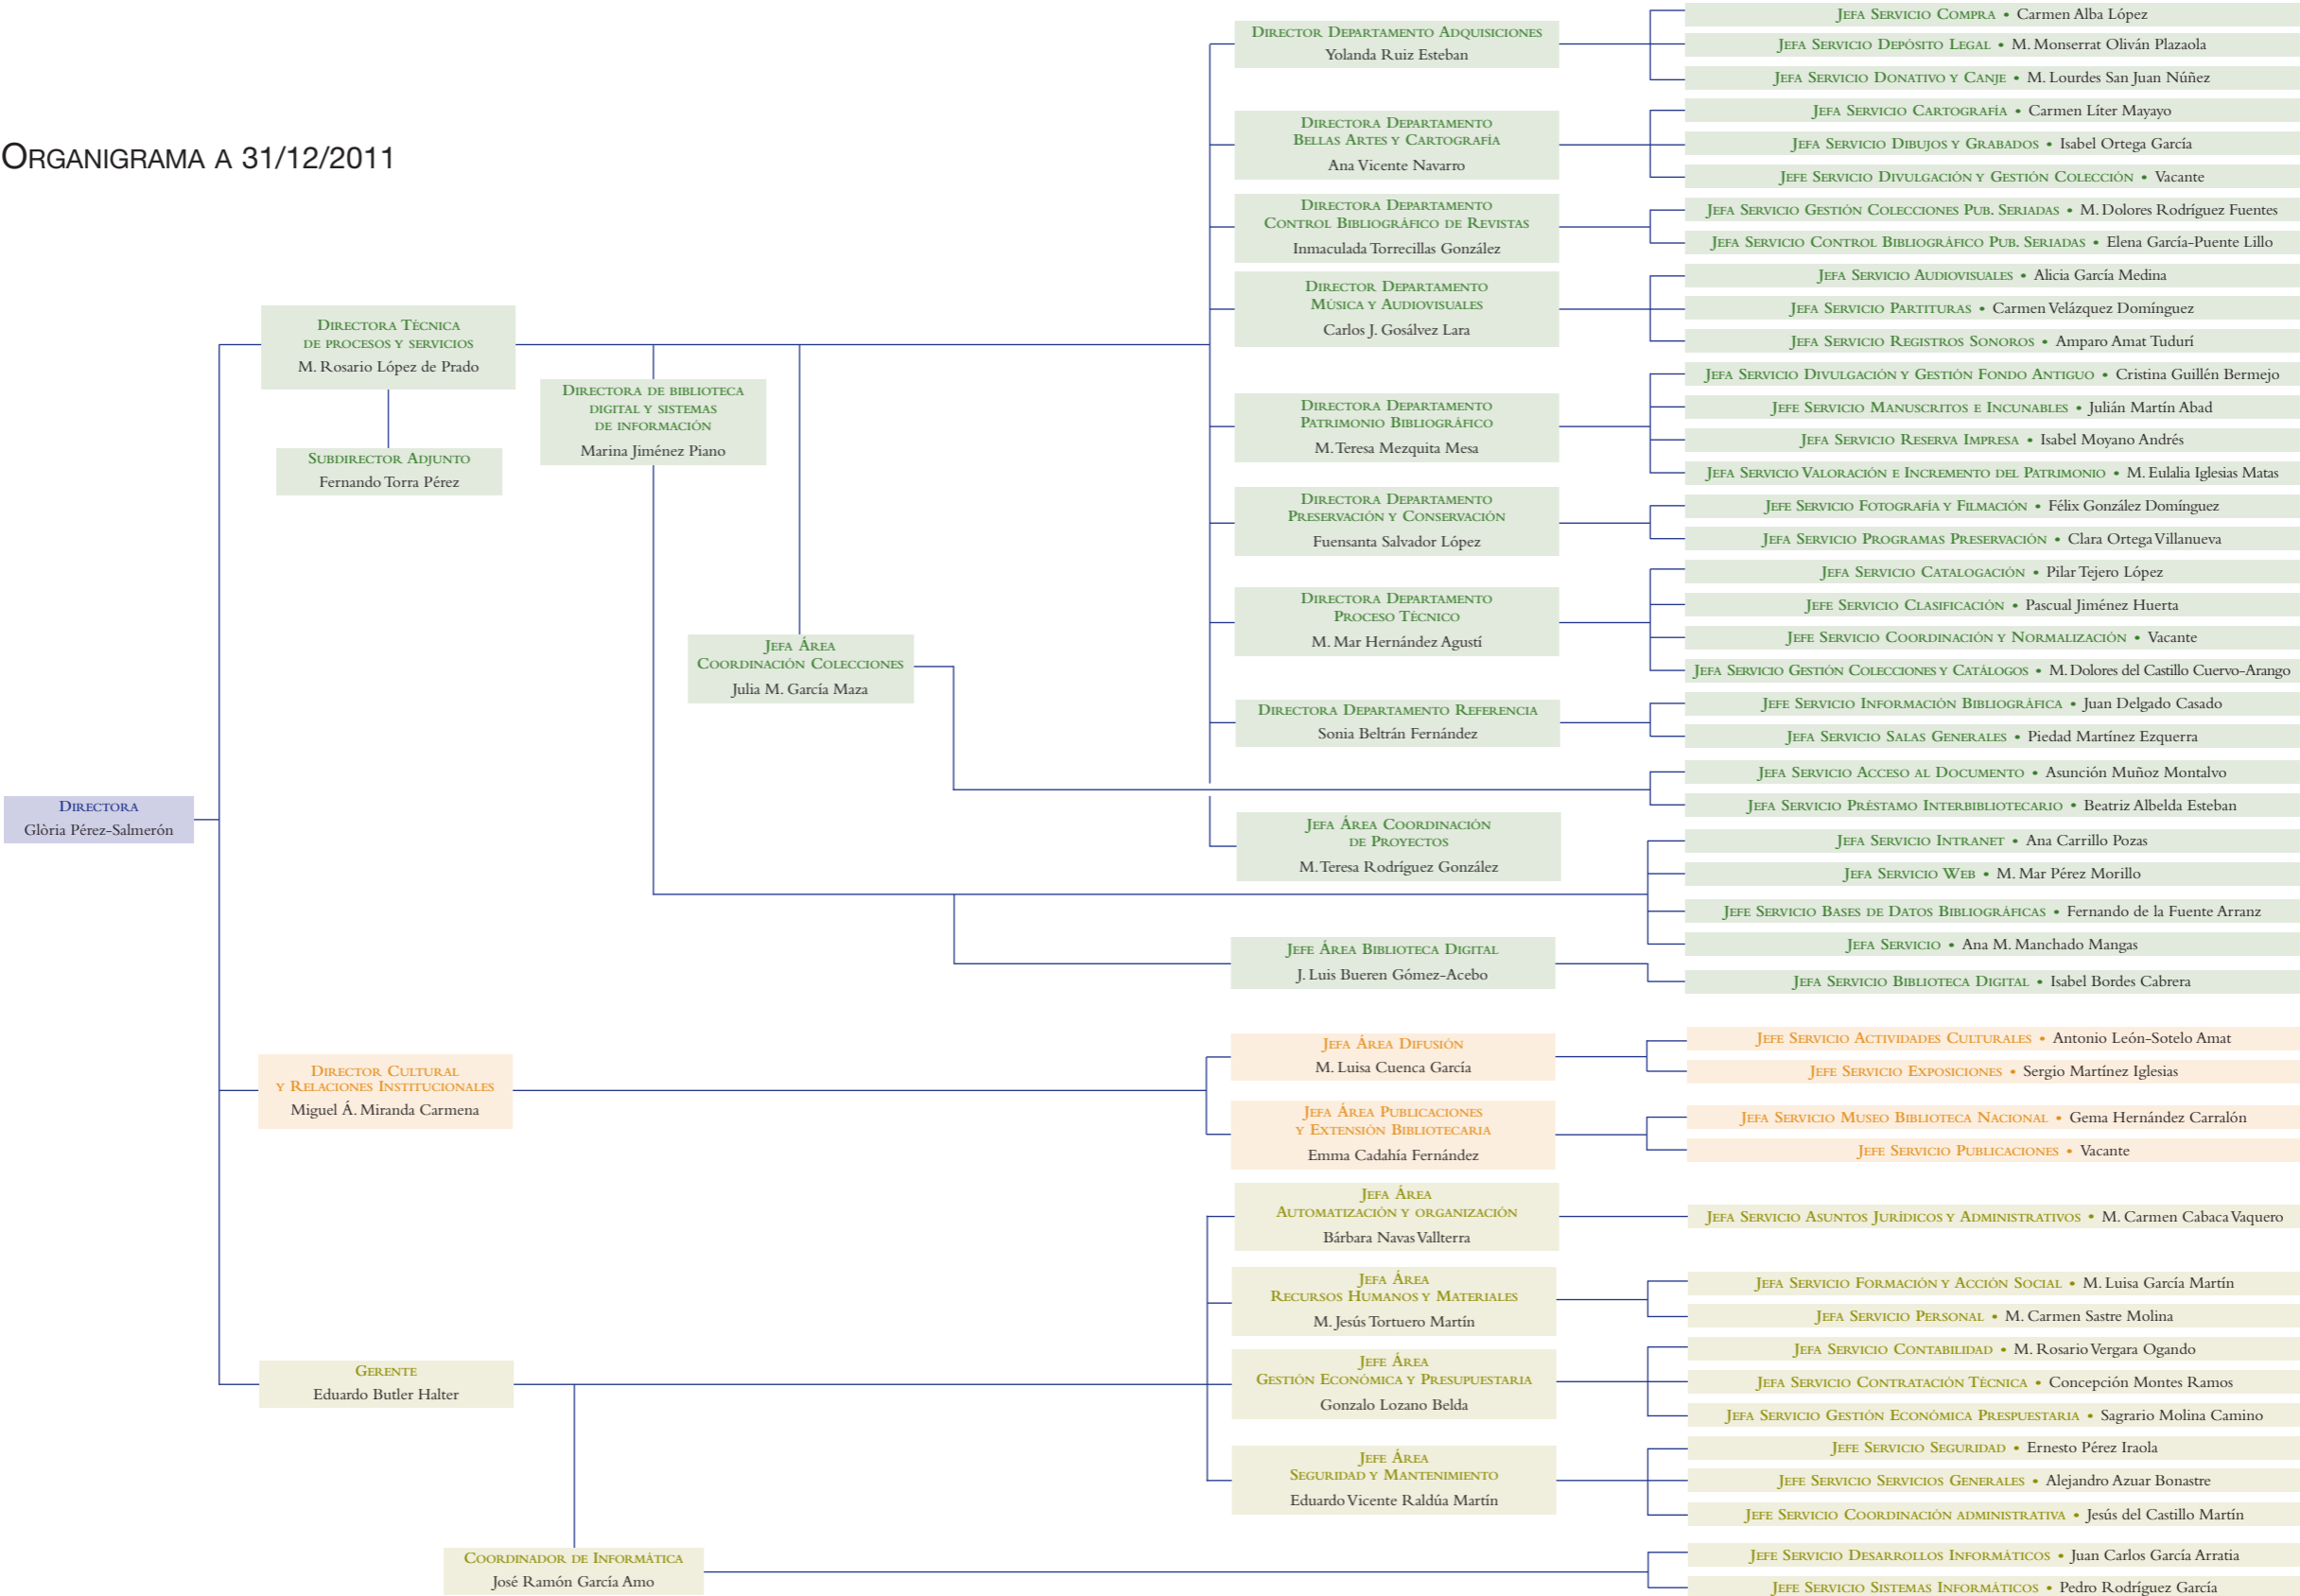 Organigrama a 31/12/2011
Directora
Glòria Pérez-Salmerón
Directora Técnica
de procesos y servicios
M. Rosario López de Prado
Subdirector Adjunto
Fernando Torra Pérez
Directora de biblioteca
digital y sistemas
de información
Marina Jiménez Piano
Jefa Área
Coordinación Colecciones
Julia M. García Maza
Director Departamento Adquisiciones
Yolanda Ruiz Esteban
Jefa Servicio Compra • Carmen Alba López
Jefa Servicio Depósito Legal • M. Monserrat Oliván Plazaola
Jefa Servicio Donativo y Canje • M. Lourdes San Juan Núñez
Directora Departamento
Bellas Artes y Cartografía
Ana Vicente Navarro
Jefa Servicio Cartografía • Carmen Líter Mayayo
Jefa Servicio Dibujos y Grabados • Isabel Ortega García
Jefe Servicio Divulgación y Gestión Colección • Vacante
Directora Departamento
Control Bibliográfico de Revistas
Inmaculada Torrecillas González
Jefa Servicio Gestión Colecciones Pub. Seriadas • M. Dolores Rodríguez Fuentes
Jefa Servicio Control Bibliográfico Pub. Seriadas • Elena García-Puente Lillo
Director Departamento
Música y Audiovisuales
Carlos J. Gosálvez Lara
Jefa Servicio Audiovisuales • Alicia García Medina
Jefa Servicio Partituras • Carmen Velázquez Domínguez
Jefa Servicio Registros Sonoros • Amparo Amat Tudurí
Directora Departamento
Patrimonio Bibliográfico
M. Teresa Mezquita Mesa
Jefa Servicio Divulgación y Gestión Fondo Antiguo • Cristina Guillén Bermejo
Jefe Servicio Manuscritos e Incunables • Julián Martín Abad
Jefa Servicio Reserva Impresa • Isabel Moyano Andrés
Jefa Servicio Valoración e Incremento del Patrimonio • M. Eulalia Iglesias Matas
Directora Departamento
Preservación y Conservación
Fuensanta Salvador López
Jefe Servicio Fotografía y Filmación • Félix González Domínguez
Jefa Servicio Programas Preservación • Clara Ortega Villanueva
Directora Departamento
Proceso Técnico
M. Mar Hernández Agustí
Jefa Servicio Catalogación • Pilar Tejero López
Jefe Servicio Clasificación • Pascual Jiménez Huerta
Jefe Servicio Coordinación y Normalización • Vacante
Jefa Servicio Gestión Colecciones y Catálogos • M. Dolores del Castillo Cuervo-Arango
Directora Departamento Referencia
Sonia Beltrán Fernández
Jefe Servicio Información Bibliográfica • Juan Delgado Casado
Jefa Servicio Salas Generales • Piedad Martínez Ezquerra
Jefa Servicio Acceso al Documento • Asunción Muñoz Montalvo
Jefa Servicio Préstamo Interbibliotecario • Beatriz Albelda Esteban
Jefa Área Coordinación
de Proyectos
M. Teresa Rodríguez González
Jefa Servicio Intranet • Ana Carrillo Pozas
Jefa Servicio Web • M. Mar Pérez Morillo
Jefe Servicio Bases de Datos Bibliográficas • Fernando de la Fuente Arranz
Jefa Servicio • Ana M. Manchado Mangas
Jefe Área Biblioteca Digital
J. Luis Bueren Gómez-Acebo
Jefa Servicio Biblioteca Digital • Isabel Bordes Cabrera
Director Cultural
y Relaciones Institucionales
Miguel Á. Miranda Carmena
Jefa Área Difusión
M. Luisa Cuenca García
Jefe Servicio Actividades Culturales • Antonio León-Sotelo Amat
Jefe Servicio Exposiciones • Sergio Martínez Iglesias
Jefa Área Publicaciones
y Extensión Bibliotecaria
Emma Cadahía Fernández
Jefa Servicio Museo Biblioteca Nacional • Gema Hernández Carralón
Jefe Servicio Publicaciones • Vacante
Gerente
Eduardo Butler Halter
Jefa Área
Automatización y organización
Bárbara Navas Vallterra
Jefa Servicio Asuntos Jurídicos y Administrativos • M. Carmen Cabaca Vaquero
Jefa Área
Recursos Humanos y Materiales
M. Jesús Tortuero Martín
Jefa Servicio Formación y Acción Social • M. Luisa García Martín
Jefa Servicio Personal • M. Carmen Sastre Molina
Jefe Área
Gestión Económica y Presupuestaria
Gonzalo Lozano Belda
Jefa Servicio Contabilidad • M. Rosario Vergara Ogando
Jefa Servicio Contratación Técnica • Concepción Montes Ramos
Jefa Servicio Gestión Económica Prespuestaria • Sagrario Molina Camino
Jefe Área
Seguridad y Mantenimiento
Eduardo Vicente Raldúa Martín
Jefe Servicio Seguridad • Ernesto Pérez Iraola
Jefe Servicio Servicios Generales • Alejandro Azuar Bonastre
Jefe Servicio Coordinación administrativa • Jesús del Castillo Martín
Coordinador de Informática
José Ramón García Amo
Jefe Servicio Desarrollos Informáticos • Juan Carlos García Arratia
Jefe Servicio Sistemas Informáticos • Pedro Rodríguez García